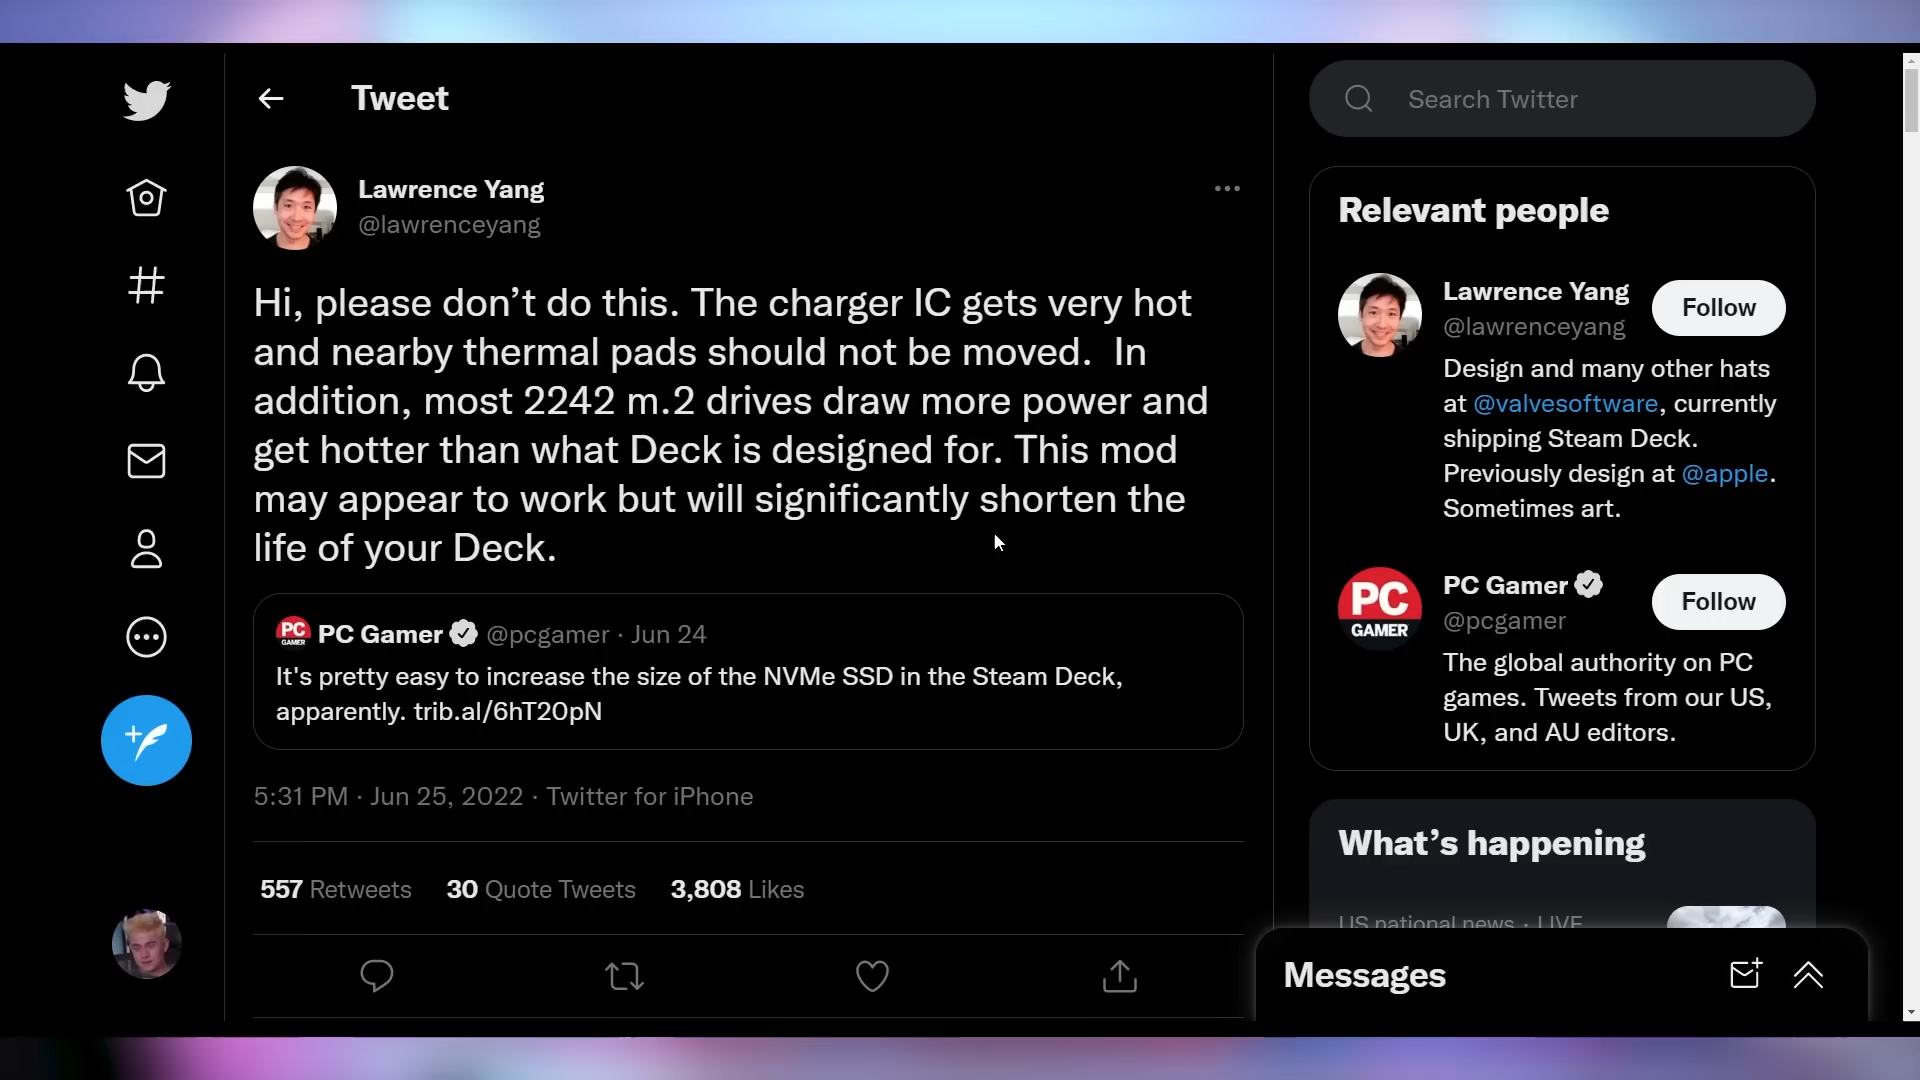 Tweet
Lawrence Yang
@lawrenceyang
Hi, please don’t do this. The charger IC gets very hot
and nearby thermal pads should not be moved.  In
addition, most 2242 m.2 drives draw more power and
get hotter than what Deck is designed for. This mod
may appear to work but will significantly shorten the
life of your Deck.
PC GAMER
PC Gamer @pcgamer · Jun 24
It's pretty easy to increase the size of the NVMe SSD in the Steam Deck,
apparently. trib.al/6hT2OpN
5:31 PM · Jun 25, 2022 · Twitter for iPhone
557 Retweets 30 Quote Tweets 3,808 Likes
Search Twitter
Relevant people
Lawrence Yang
@lawrenceyang
Follow
Design and many other hats
at @valvesoftware, currently
shipping Steam Deck.
Previously design at @apple.
Sometimes art.
PC
GAMER
PC Gamer
@pcgamer
Follow
The global authority on PC
games. Tweets from our US,
UK, and AU editors.
What’s happening
US national news · LIVE
Messages